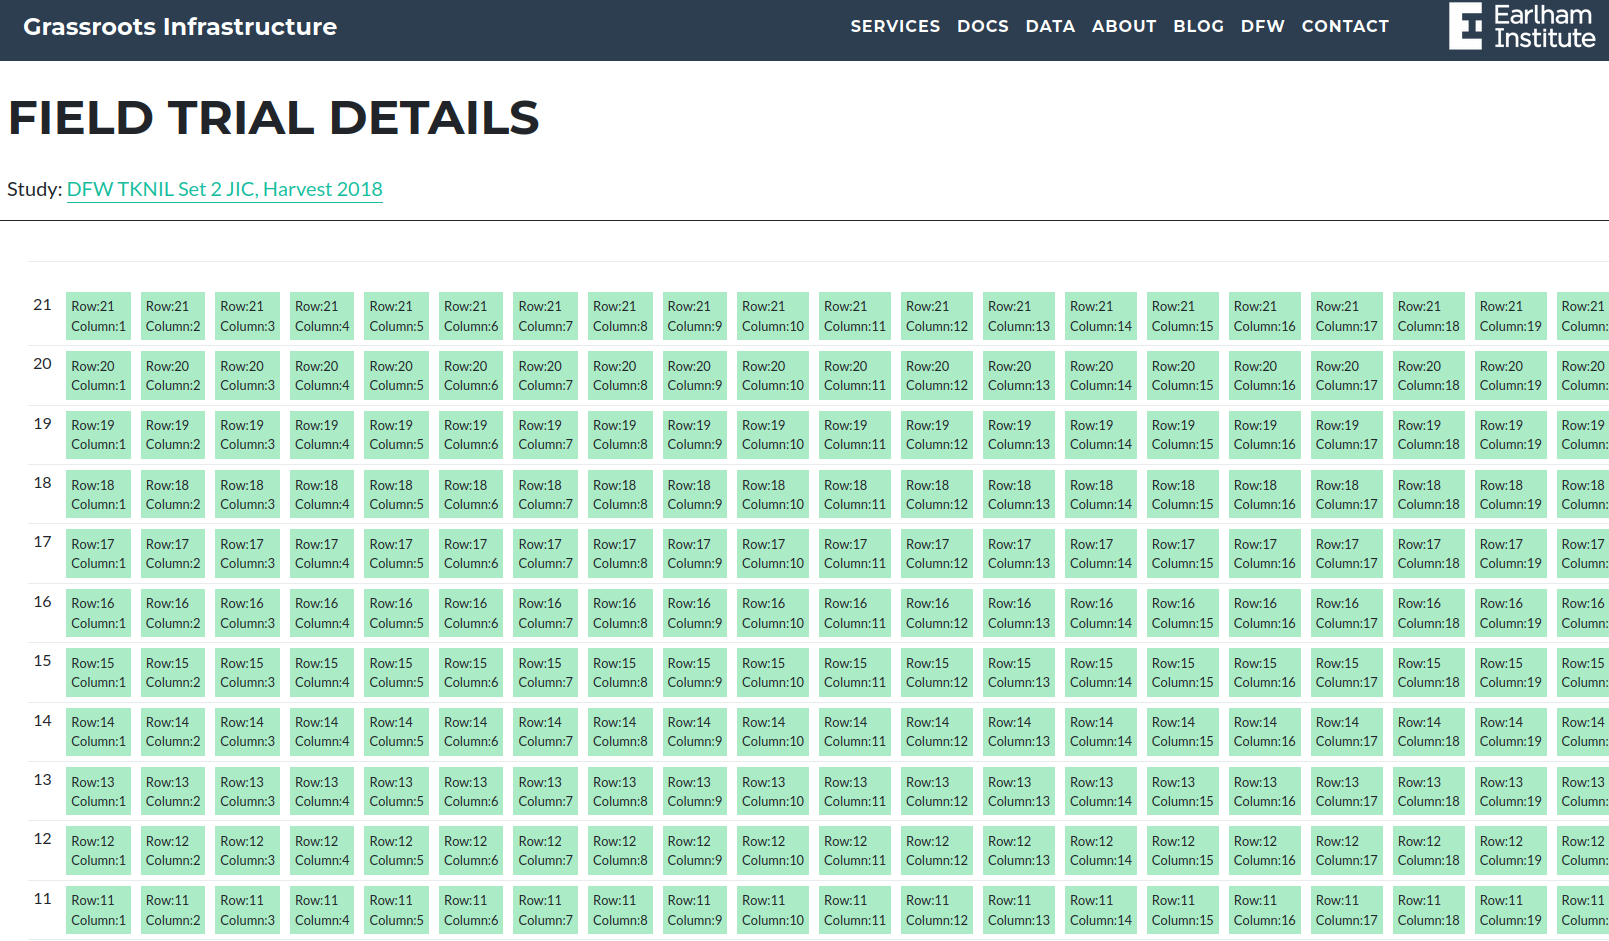 Grassroots Infrastructure SERVICES DOCS DATA ABOUT BLOG DFW CONTACT Earlham Institute
FIELD TRIAL DETAILS
Study: DFW TKNIL Set 2 JIC, Harvest 2018
21 Row:21 Row:21 Row:21 Row:21 Row:21 Row:21 Row:21 Row:21 Row:21 Row:21 Row:21 Row:21 Row:21 Row:21 Row:21 Row:21 Row:21 Row:21 Row:21 Row:21
Column:1 Column:2 Column:3 Column:4 Column:5 Column:6 Column:7 Column:8 Column:9 Column:10 Column:11 Column:12 Column:13 Column:14 Column:15 Column:16 Column:17 Column:18 Column:19 Column:
20 Row:20 Row:20 Row:20 Row:20 Row:20 Row:20 Row:20 Row:20 Row:20 Row:20 Row:20 Row:20 Row:20 Row:20 Row:20 Row:20 Row:20 Row:20 Row:20 Row:20
Column:1 Column:2 Column:3 Column:4 Column:5 Column:6 Column:7 Column:8 Column:9 Column:10 Column:11 Column:12 Column:13 Column:14 Column:15 Column:16 Column:17 Column:18 Column:19 Column:
19 Row:19 Row:19 Row:19 Row:19 Row:19 Row:19 Row:19 Row:19 Row:19 Row:19 Row:19 Row:19 Row:19 Row:19 Row:19 Row:19 Row:19 Row:19 Row:19 Row:19
Column:1 Column:2 Column:3 Column:4 Column:5 Column:6 Column:7 Column:8 Column:9 Column:10 Column:11 Column:12 Column:13 Column:14 Column:15 Column:16 Column:17 Column:18 Column:19 Column:
18 Row:18 Row:18 Row:18 Row:18 Row:18 Row:18 Row:18 Row:18 Row:18 Row:18 Row:18 Row:18 Row:18 Row:18 Row:18 Row:18 Row:18 Row:18 Row:18 Row:18
Column:1 Column:2 Column:3 Column:4 Column:5 Column:6 Column:7 Column:8 Column:9 Column:10 Column:11 Column:12 Column:13 Column:14 Column:15 Column:16 Column:17 Column:18 Column:19 Column:
17 Row:17 Row:17 Row:17 Row:17 Row:17 Row:17 Row:17 Row:17 Row:17 Row:17 Row:17 Row:17 Row:17 Row:17 Row:17 Row:17 Row:17 Row:17 Row:17 Row:17
Column:1 Column:2 Column:3 Column:4 Column:5 Column:6 Column:7 Column:8 Column:9 Column:10 Column:11 Column:12 Column:13 Column:14 Column:15 Column:16 Column:17 Column:18 Column:19 Column:
16 Row:16 Row:16 Row:16 Row:16 Row:16 Row:16 Row:16 Row:16 Row:16 Row:16 Row:16 Row:16 Row:16 Row:16 Row:16 Row:16 Row:16 Row:16 Row:16 Row:16
Column:1 Column:2 Column:3 Column:4 Column:5 Column:6 Column:7 Column:8 Column:9 Column:10 Column:11 Column:12 Column:13 Column:14 Column:15 Column:16 Column:17 Column:18 Column:19 Column:
15 Row:15 Row:15 Row:15 Row:15 Row:15 Row:15 Row:15 Row:15 Row:15 Row:15 Row:15 Row:15 Row:15 Row:15 Row:15 Row:15 Row:15 Row:15 Row:15 Row:15
Column:1 Column:2 Column:3 Column:4 Column:5 Column:6 Column:7 Column:8 Column:9 Column:10 Column:11 Column:12 Column:13 Column:14 Column:15 Column:16 Column:17 Column:18 Column:19 Column:
14 Row:14 Row:14 Row:14 Row:14 Row:14 Row:14 Row:14 Row:14 Row:14 Row:14 Row:14 Row:14 Row:14 Row:14 Row:14 Row:14 Row:14 Row:14 Row:14 Row:14
Column:1 Column:2 Column:3 Column:4 Column:5 Column:6 Column:7 Column:8 Column:9 Column:10 Column:11 Column:12 Column:13 Column:14 Column:15 Column:16 Column:17 Column:18 Column:19 Column:
13 Row:13 Row:13 Row:13 Row:13 Row:13 Row:13 Row:13 Row:13 Row:13 Row:13 Row:13 Row:13 Row:13 Row:13 Row:13 Row:13 Row:13 Row:13 Row:13 Row:13
Column:1 Column:2 Column:3 Column:4 Column:5 Column:6 Column:7 Column:8 Column:9 Column:10 Column:11 Column:12 Column:13 Column:14 Column:15 Column:16 Column:17 Column:18 Column:19 Column:
12 Row:12 Row:12 Row:12 Row:12 Row:12 Row:12 Row:12 Row:12 Row:12 Row:12 Row:12 Row:12 Row:12 Row:12 Row:12 Row:12 Row:12 Row:12 Row:12 Row:12
Column:1 Column:2 Column:3 Column:4 Column:5 Column:6 Column:7 Column:8 Column:9 Column:10 Column:11 Column:12 Column:13 Column:14 Column:15 Column:16 Column:17 Column:18 Column:19 Column:
11 Row:11 Row:11 Row:11 Row:11 Row:11 Row:11 Row:11 Row:11 Row:11 Row:11 Row:11 Row:11 Row:11 Row:11 Row:11 Row:11 Row:11 Row:11 Row:11 Row:11
Column:1 Column:2 Column:3 Column:4 Column:5 Column:6 Column:7 Column:8 Column:9 Column:10 Column:11 Column:12 Column:13 Column:14 Column:15 Column:16 Column:17 Column:18 Column:19 Column: